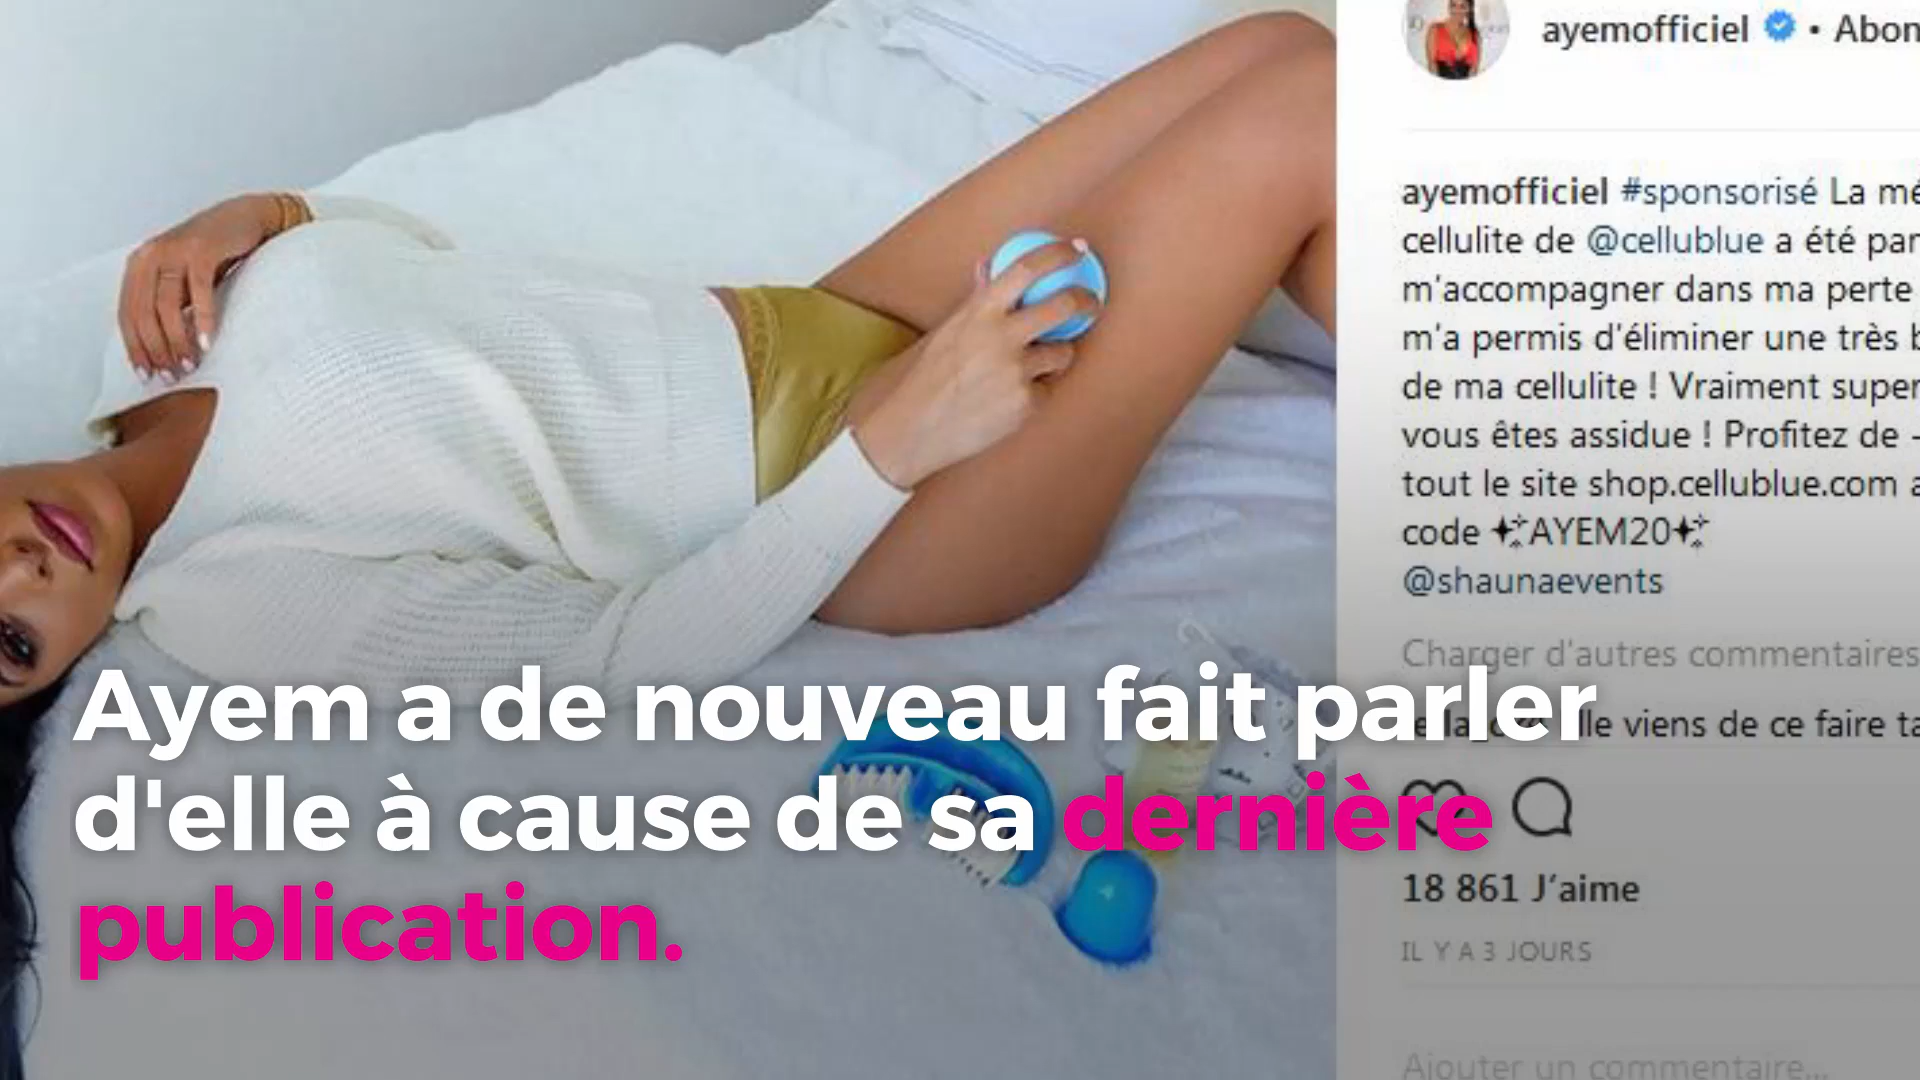 ayemofficiel • Abon
ayemofficiel #sponsorisé La mé
cellulite de @cellublue a été par
m'accompagner dans ma perte
m'a permis d'éliminer une très b
de ma cellulite ! Vraiment super
vous êtes assidue ! Profitez de -
tout le site shop.cellublue.com a
code ✨AYEM20✨
@shaunaevents
Charger d'autres commentaires
lle viens de ce faire ta
Ayem a de nouveau fait parler
d'elle à cause de sa dernière
publication.
18 861 J'aime
IL Y A 3 JOURS
Ajouter un commentaire...